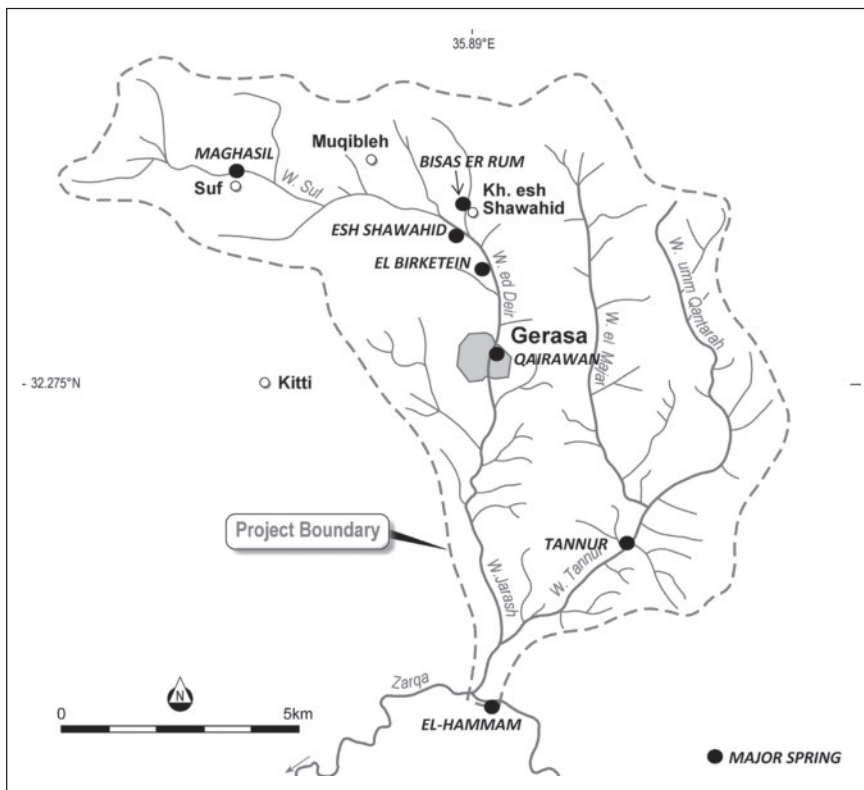 35.89°E
MAGHASIL
Suf
W. Suf
Muqibleh
BISAS ER RUM
Kh. esh
Shawahid
ESH SHAWAHID
EL BIRKETEIN
W. ed Deir
W. el Majar
W. umm Qantarah
Gerasa
QAIRAWAN
32.275°N
Kitti
Project Boundary
TANNUR
W. Tannur
W.Jarash
Zarqa
N
0 5km
EL-HAMMAM
MAJOR SPRING